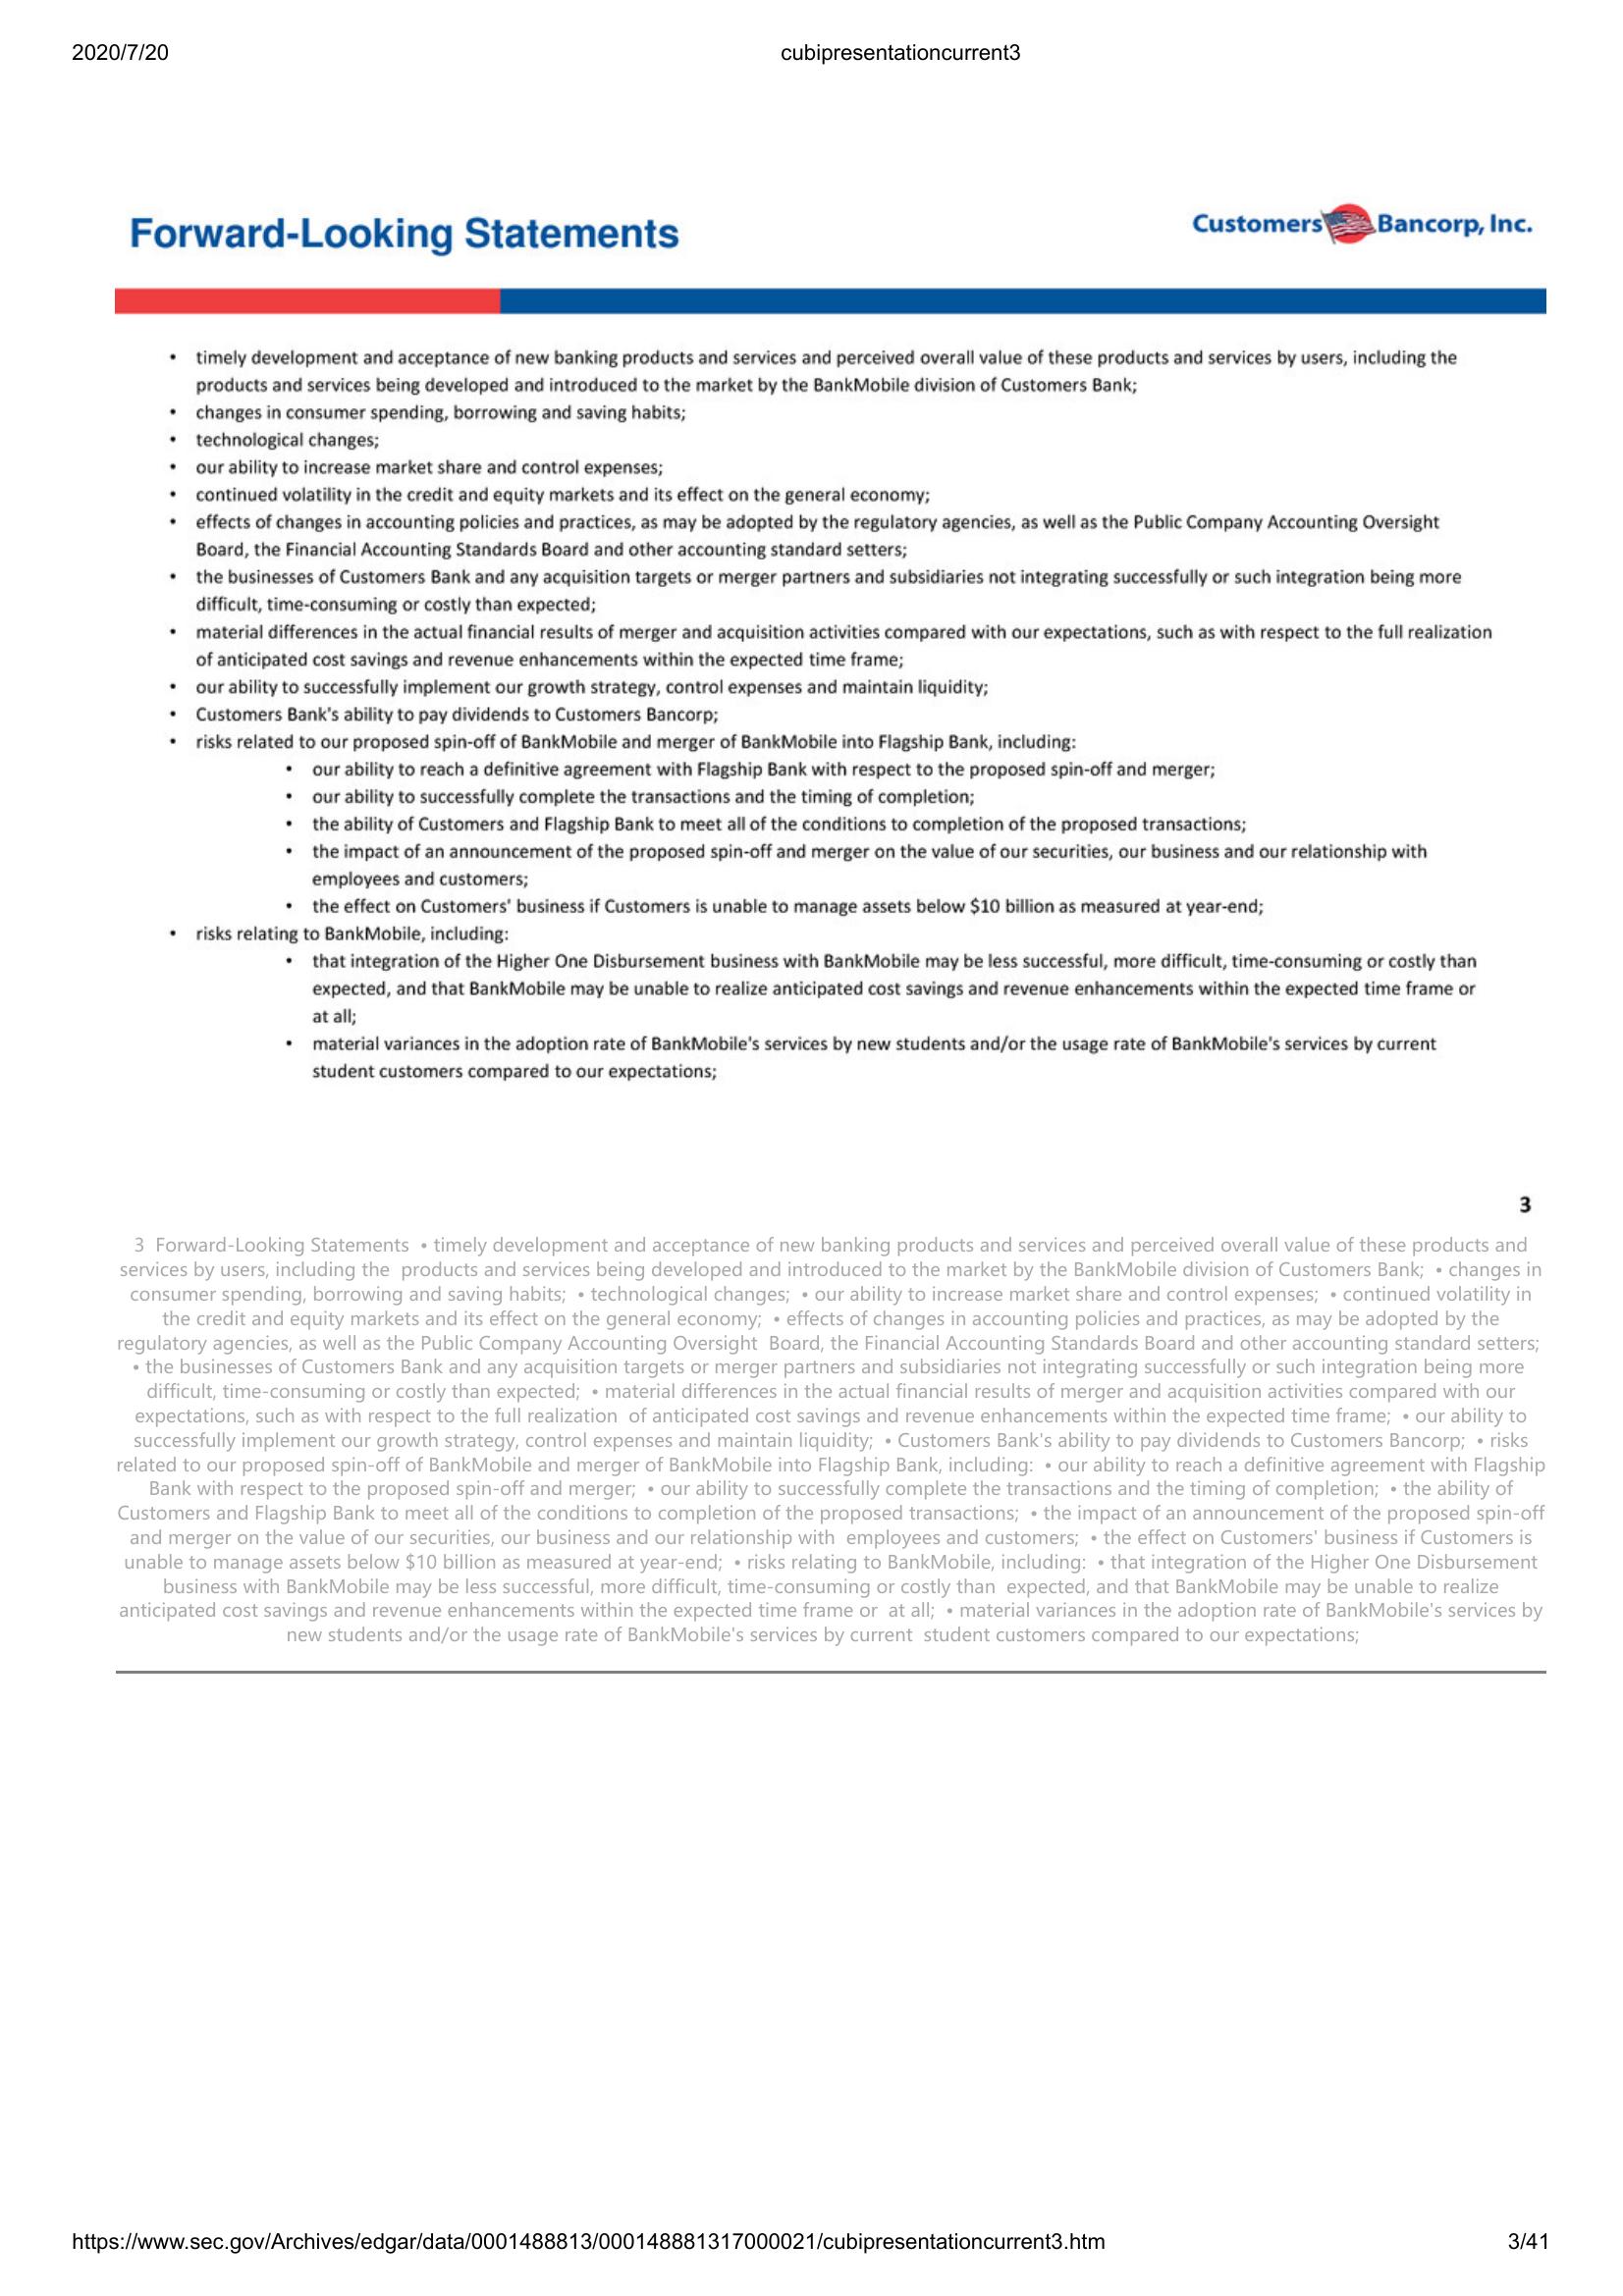 2020/7/20
cubipresentationcurrent3
Forward-Looking Statements
Customers Bancorp, Inc.
• timely development and acceptance of new banking products and services and perceived overall value of these products and services by users, including the
products and services being developed and introduced to the market by the BankMobile division of Customers Bank;
• changes in consumer spending, borrowing and saving habits;
• technological changes;
• our ability to increase market share and control expenses;
• continued volatility in the credit and equity markets and its effect on the general economy;
• effects of changes in accounting policies and practices, as may be adopted by the regulatory agencies, as well as the Public Company Accounting Oversight
Board, the Financial Accounting Standards Board and other accounting standard setters;
• the businesses of Customers Bank and any acquisition targets or merger partners and subsidiaries not integrating successfully or such integration being more
difficult, time-consuming or costly than expected;
• material differences in the actual financial results of merger and acquisition activities compared with our expectations, such as with respect to the full realization
of anticipated cost savings and revenue enhancements within the expected time frame;
• our ability to successfully implement our growth strategy, control expenses and maintain liquidity;
• Customers Bank's ability to pay dividends to Customers Bancorp;
• risks related to our proposed spin-off of BankMobile and merger of BankMobile into Flagship Bank, including:
• our ability to reach a definitive agreement with Flagship Bank with respect to the proposed spin-off and merger;
• our ability to successfully complete the transactions and the timing of completion;
• the ability of Customers and Flagship Bank to meet all of the conditions to completion of the proposed transactions;
• the impact of an announcement of the proposed spin-off and merger on the value of our securities, our business and our relationship with
employees and customers;
• the effect on Customers' business if Customers is unable to manage assets below $10 billion as measured at year-end;
• risks relating to BankMobile, including:
• that integration of the Higher One Disbursement business with BankMobile may be less successful, more difficult, time-consuming or costly than
expected, and that BankMobile may be unable to realize anticipated cost savings and revenue enhancements within the expected time frame or
at all;
• material variances in the adoption rate of BankMobile's services by new students and/or the usage rate of BankMobile's services by current
student customers compared to our expectations;
3
3 Forward-Looking Statements • timely development and acceptance of new banking products and services and perceived overall value of these products and
services by users, including the products and services being developed and introduced to the market by the BankMobile division of Customers Bank; • changes in
consumer spending, borrowing and saving habits; • technological changes; • our ability to increase market share and control expenses; • continued volatility in
the credit and equity markets and its effect on the general economy; • effects of changes in accounting policies and practices, as may be adopted by the
regulatory agencies, as well as the Public Company Accounting Oversight Board, the Financial Accounting Standards Board and other accounting standard setters;
• the businesses of Customers Bank and any acquisition targets or merger partners and subsidiaries not integrating successfully or such integration being more
difficult, time-consuming or costly than expected; • material differences in the actual financial results of merger and acquisition activities compared with our
expectations, such as with respect to the full realization of anticipated cost savings and revenue enhancements within the expected time frame; • our ability to
successfully implement our growth strategy, control expenses and maintain liquidity; • Customers Bank's ability to pay dividends to Customers Bancorp; • risks
related to our proposed spin-off of BankMobile and merger of BankMobile into Flagship Bank, including: • our ability to reach a definitive agreement with Flagship
Bank with respect to the proposed spin-off and merger; • our ability to successfully complete the transactions and the timing of completion; • the ability of
Customers and Flagship Bank to meet all of the conditions to completion of the proposed transactions; • the impact of an announcement of the proposed spin-off
and merger on the value of our securities, our business and our relationship with employees and customers; • the effect on Customers' business if Customers is
unable to manage assets below $10 billion as measured at year-end; • risks relating to BankMobile, including: • that integration of the Higher One Disbursement
business with BankMobile may be less successful, more difficult, time-consuming or costly than expected, and that BankMobile may be unable to realize
anticipated cost savings and revenue enhancements within the expected time frame or at all; • material variances in the adoption rate of BankMobile's services by
new students and/or the usage rate of BankMobile's services by current student customers compared to our expectations;
https://www.sec.gov/Archives/edgar/data/0001488813/000148881317000021/cubipresentationcurrent3.htm
3/41